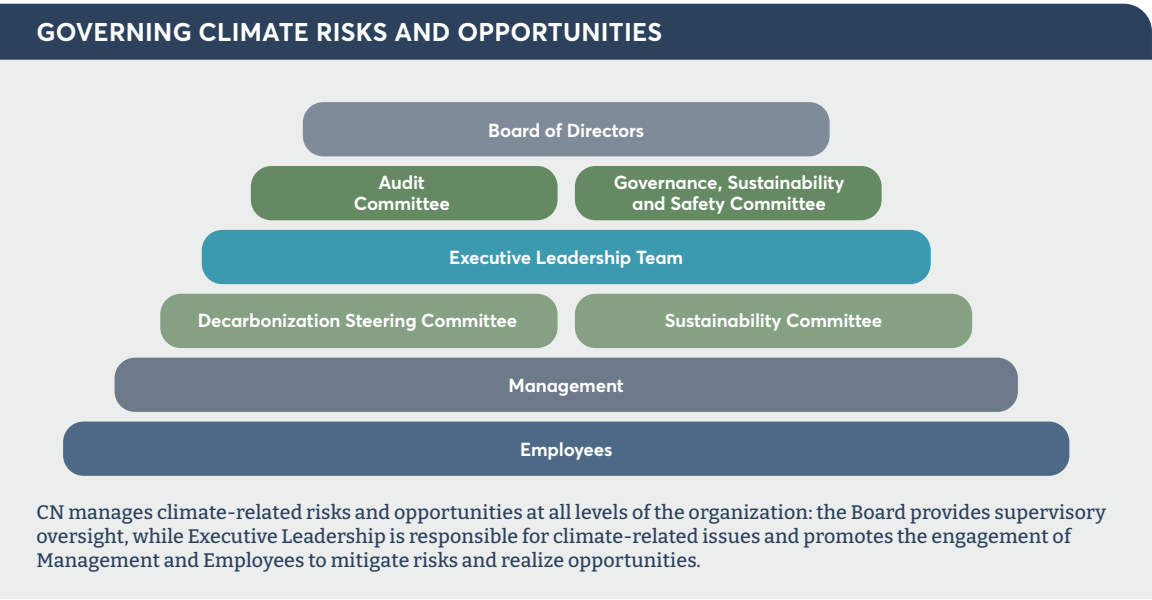 GOVERNING CLIMATE RISKS AND OPPORTUNITIES
Board of Directors
Audit
Committee
Governance, Sustainability
and Safety Committee
Executive Leadership Team
Decarbonization Steering Committee
Sustainability Committee
Management
Employees
CN manages climate-related risks and opportunities at all levels of the organization: the Board provides supervisory
oversight, while Executive Leadership is responsible for climate-related issues and promotes the engagement of
Management and Employees to mitigate risks and realize opportunities.